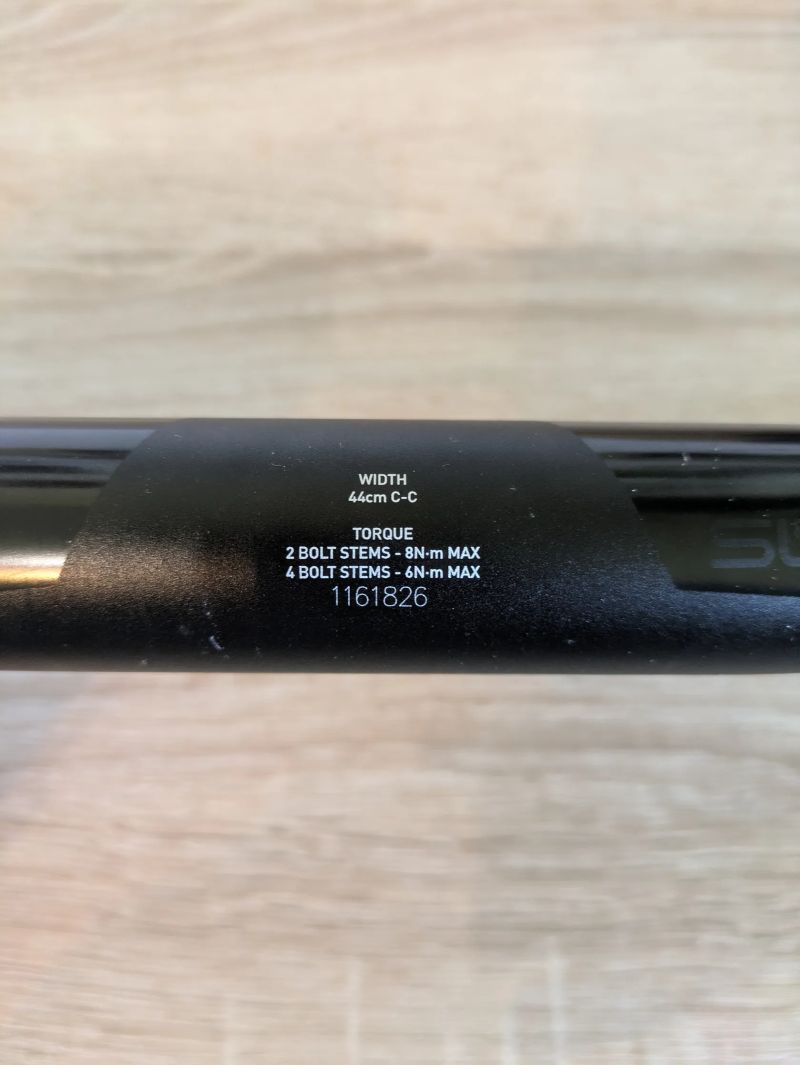 WIDTH
44cm C-C
TORQUE
2 BOLT STEMS - 8N·m MAX
4 BOLT STEMS - 6N·m MAX
1161826